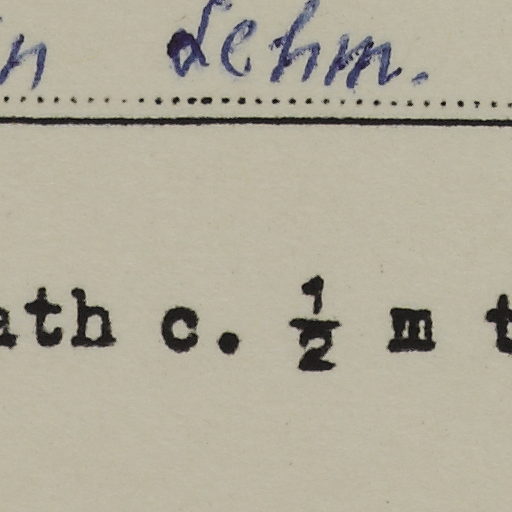 n Lehm.
ath c. ½ m t